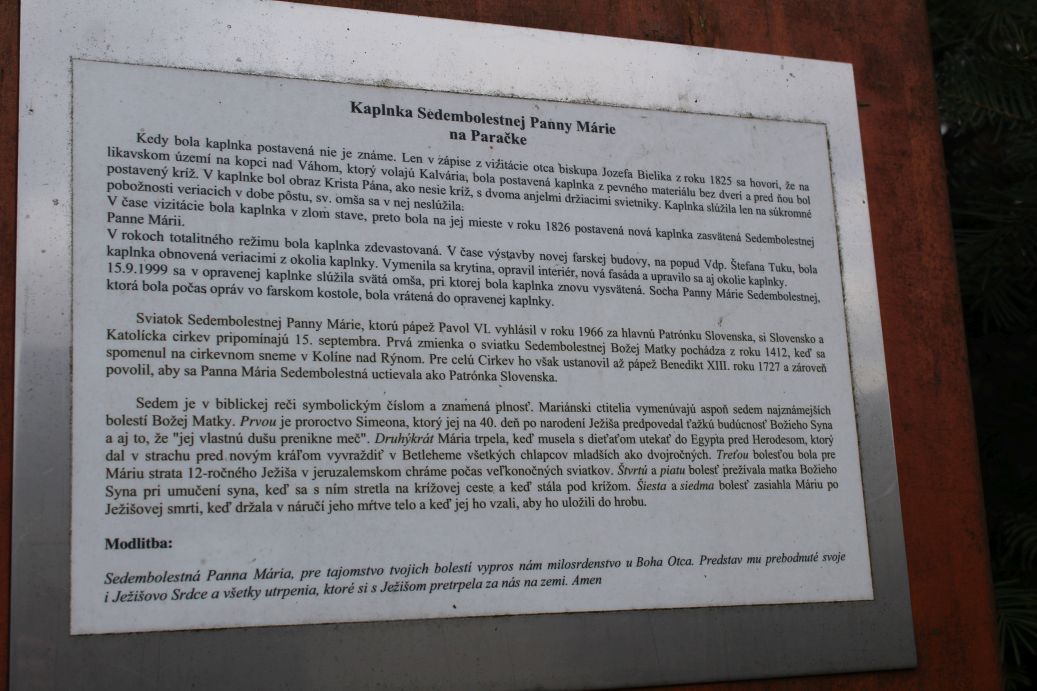 Kaplnka Sedembolestnej Panny Márie
na Paračke
Kedy bola kaplnka postavená nie je známe. Len v zápise z vizitácie otca biskupa Jozefa Bielika z roku 1825 sa hovorí, že na
likavskom území na kopci nad Váhom, ktorý volajú Kalvária, bola postavená kaplnka z pevného materiálu bez dverí a pred ňou bol
postavený kríž. V kaplnke bol obraz Krista Pána, ako nesie kríž, s dvoma anjelmi držiacimi svietniky. Kaplnka slúžila len na súkromné
pobožnosti veriacich v dobe pôstu, sv. omša sa v nej neslúžila.
V čase vizitácie bola kaplnka v zlom stave, preto bola na jej mieste v roku 1826 postavená nová kaplnka zasvätená Sedembolestnej
Panne Márii.
V rokoch totalitného režimu bola kaplnka zdevastovaná. V čase výstavby novej farskej budovy, na popud Vdp. Štefana Tuku, bola
kaplnka obnovená veriacimi z okolia kaplnky. Vymenila sa krytina, opravil interiér, nová fasáda a upravilo sa aj okolie kaplnky.
15.9.1999 sa v opravenej kaplnke slúžila svätá omša, pri ktorej bola kaplnka znovu vysvätená. Socha Panny Márie Sedembolestnej,
ktorá bola počas opráv vo farskom kostole, bola vrátená do opravenej kaplnky.
Sviatok Sedembolestnej Panny Márie, ktorú pápež Pavol VI. vyhlásil v roku 1966 za hlavnú Patrónku Slovenska, si Slovensko a
Katolícka cirkev pripomínajú 15. septembra. Prvá zmienka o sviatku Sedembolestnej Božej Matky pochádza z roku 1412, keď sa
spomenul na cirkevnom sneme v Kolíne nad Rýnom. Pre celú Cirkev ho však ustanovil až pápež Benedikt XIII. roku 1727 a zároveň
povolil, aby sa Panna Mária Sedembolestná uctievala ako Patrónka Slovenska.
Sedem je v biblickej reči symbolickým číslom a znamená plnosť. Mariánski ctitelia vymenúvajú aspoň sedem najznámejších
bolestí Božej Matky. Prvou je proroctvo Simeona, ktorý jej na 40. deň po narodení Ježiša predpovedal ťažkú budúcnosť Božieho Syna
a aj to, že "jej vlastnú dušu prenikne meč". Druhýkrát Mária trpela, keď musela s dieťaťom utekať do Egypta pred Herodesom, ktorý
dal v strachu pred novým kráľom vyvraždiť v Betleheme všetkých chlapcov mladších ako dvojročných. Treťou bolesťou bola pre
Máriu strata 12-ročného Ježiša v jeruzalemskom chráme počas veľkonočných sviatkov. Štvrtú a piatu bolesť prežívala matka Božieho
Syna pri umučení syna, keď sa s ním stretla na krížovej ceste a keď stála pod krížom. Šiesta a siedma bolesť zasiahla Máriu po
Ježišovej smrti, keď držala v náručí jeho mŕtve telo a keď jej ho vzali, aby ho uložili do hrobu.
Modlitba:
Sedembolestná Panna Mária, pre tajomstvo tvojich bolestí vypros nám milosrdenstvo u Boha Otca. Predstav mu prebodnuté svoje
i Ježišovo Srdce a všetky utrpenia, ktoré si s Ježišom pretrpela za nás na zemi. Amen